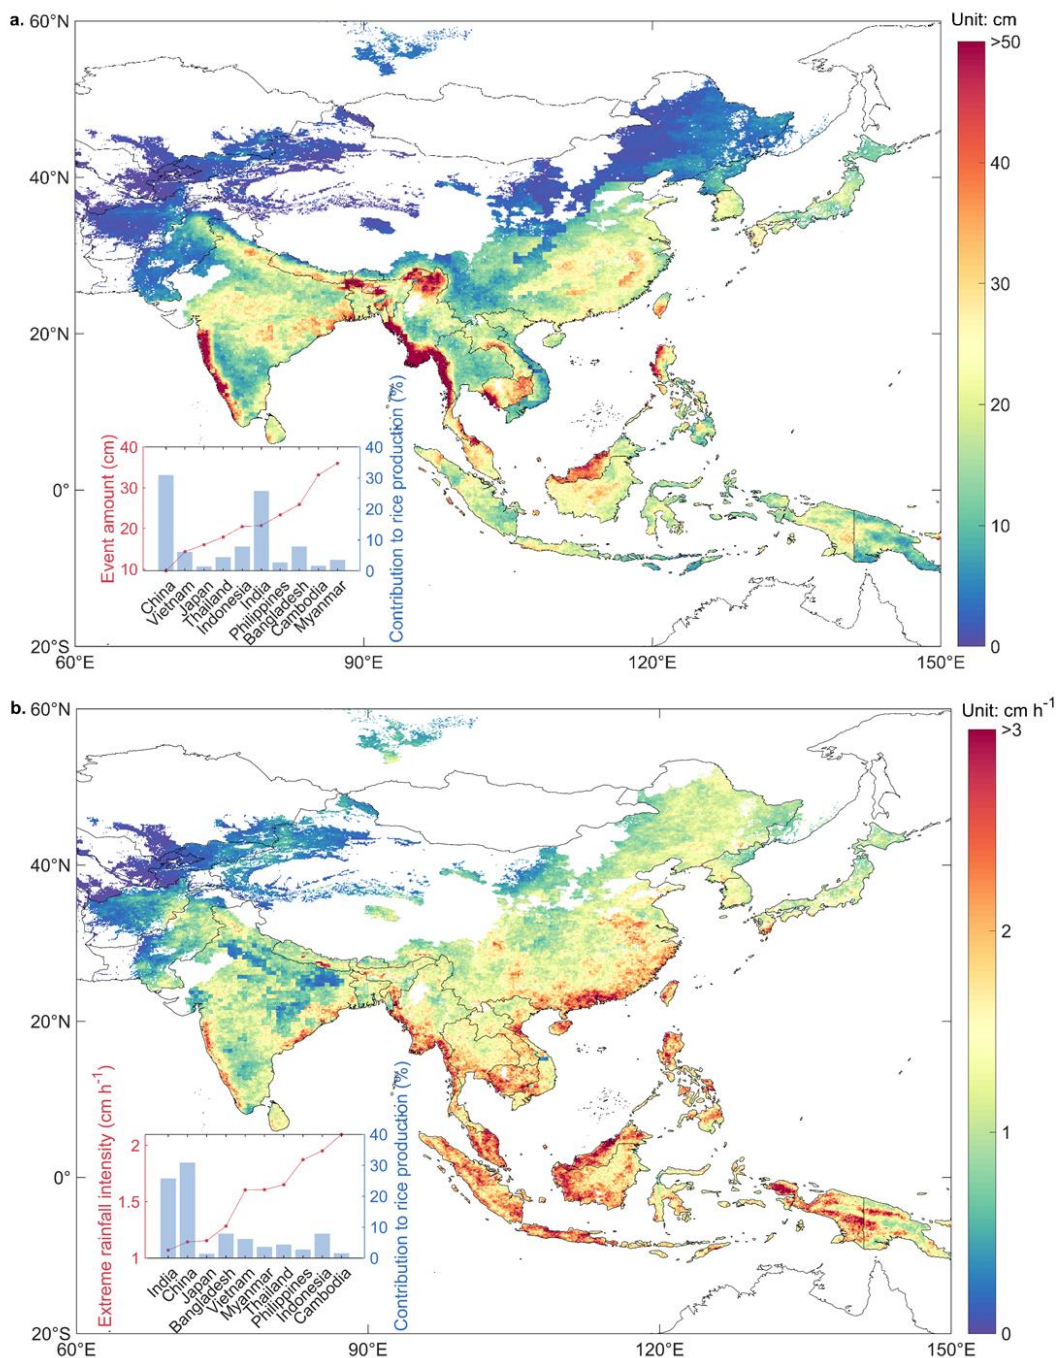 a.
60°N
40°N
20°N
0°
20°S
60°E
90°E
120°E
150°E
Unit: cm
>50
40
30
20
10
0
Event amount (cm)
40
30
20
10
Contribution to rice production (%)
40
30
20
10
0
China
Vietnam
Japan
Thailand
Indonesia
India
Philippines
Bangladesh
Cambodia
Myanmar
b.
60°N
40°N
20°N
0°
20°S
60°E
90°E
120°E
150°E
Unit: cm h⁻¹
>3
2
1
0
Extreme rainfall intensity (cm h⁻¹)
2
1.5
1
Contribution to rice production (%)
40
30
20
10
0
India
China
Japan
Bangladesh
Vietnam
Myanmar
Thailand
Philippines
Indonesia
Cambodia